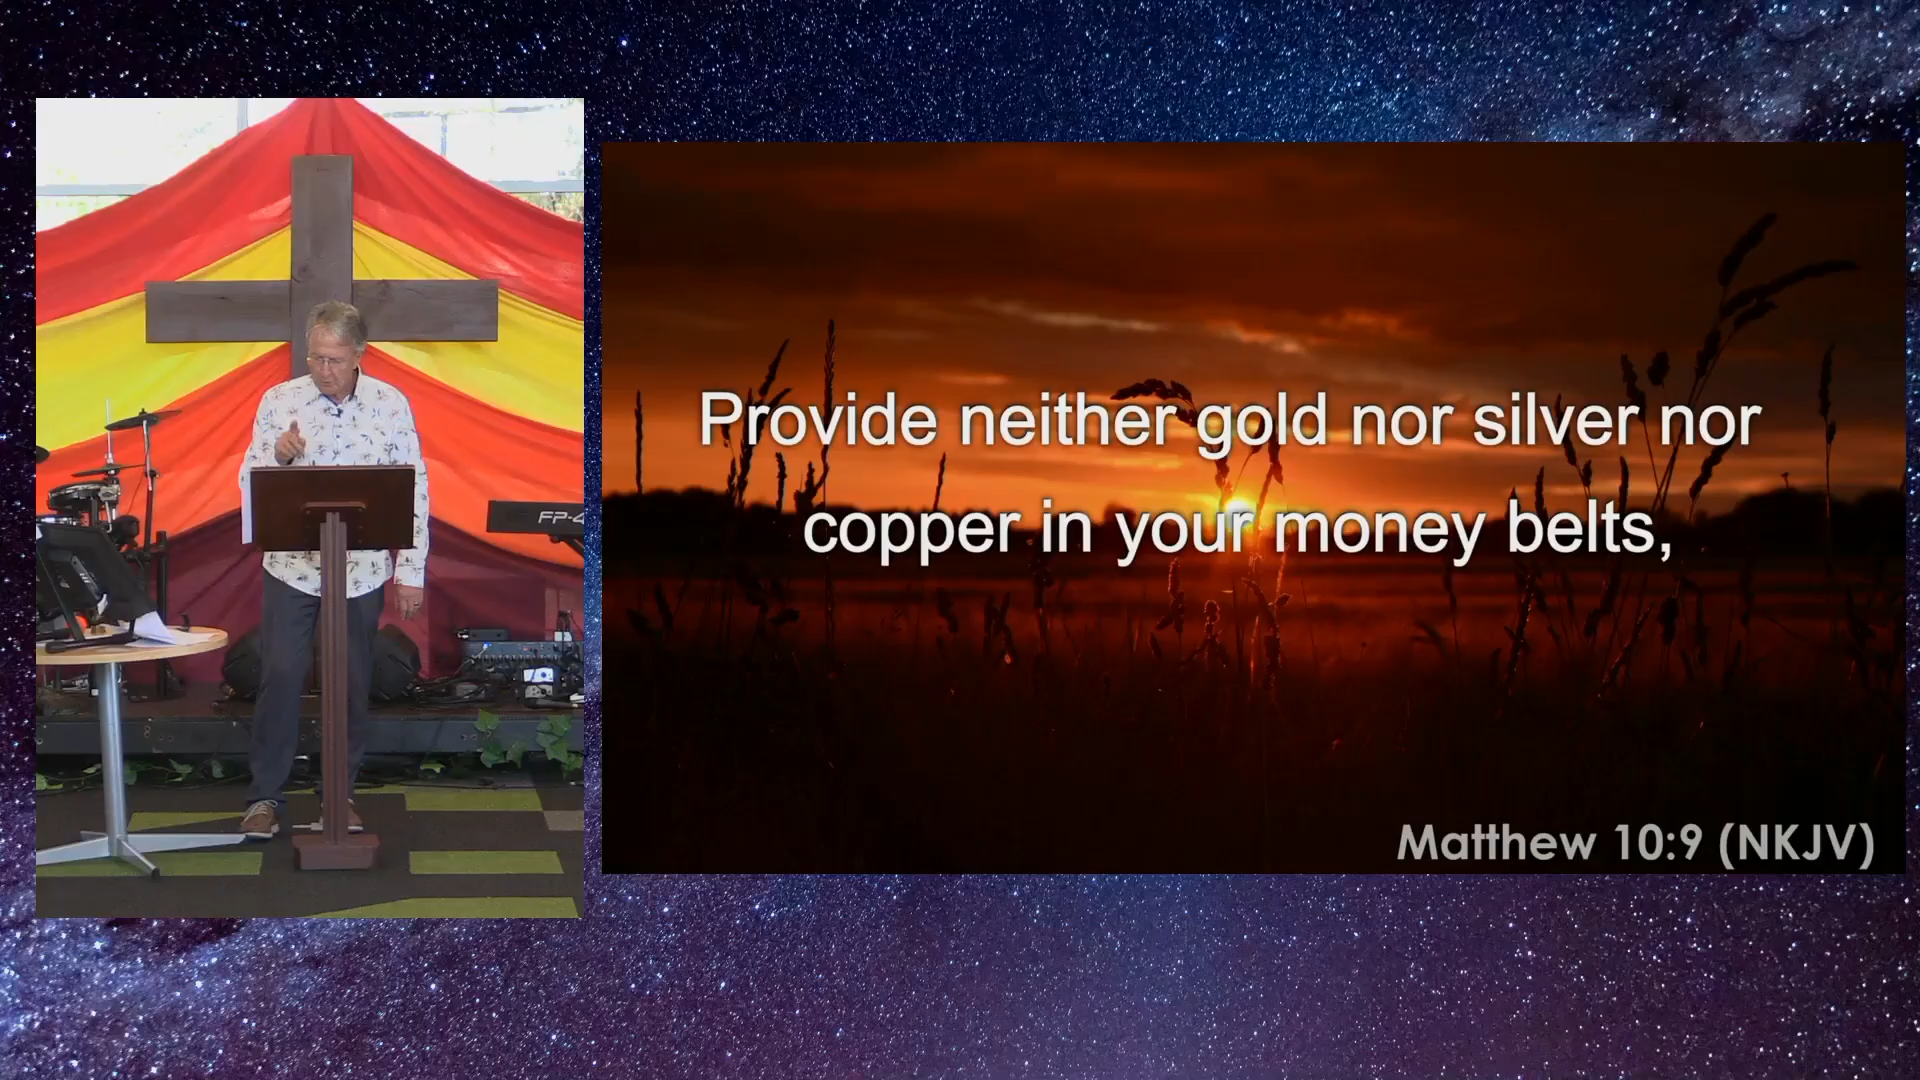 Provide neither gold nor silver nor
copper in your money belts,
Matthew 10:9 (NKJV)
FP-4